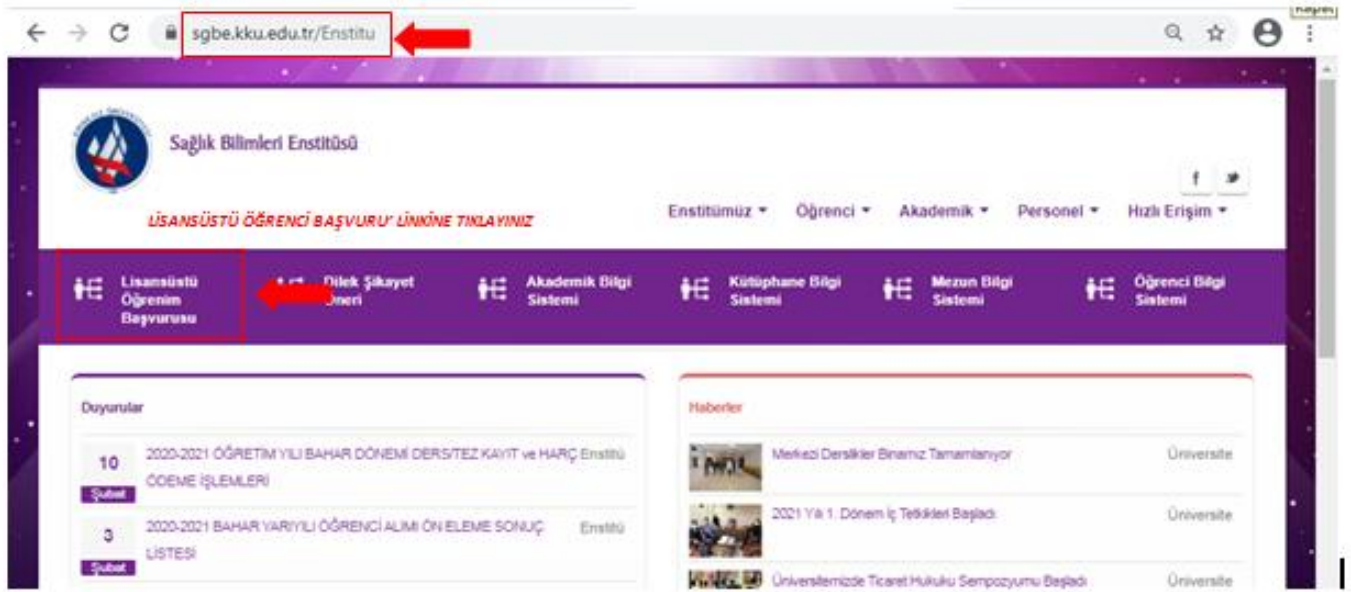 Kapat
sgbe.kku.edu.tr/Enstitu
Sağlık Bilimleri Enstitüsü
f
LİSANSÜSTÜ ÖĞRENCİ BAŞVURU' LİNKİNE TIKLAYINIZ
Enstitümüz Öğrenci Akademik Personel Hızlı Erişim
Lisansüstü
Öğrenim
Başvurusu
Dilek Şikayet
Akademik Bilgi
Sistemi
Kütüphane Bilgi
Sistemi
Mezun Bilgi
Sistemi
Öğrenci Bilgi
Sistemi
Duyurular
10
Şubat
2020-2021 ÖĞRETİM YILI BAHAR DÖNEMİ DERS/TEZ KAYIT ve HARÇ Enstitü
ÖDEME İŞLEMLERİ
3
Şubat
2020-2021 BAHAR YARIYILI ÖĞRENCİ ALIMI ÖN ELEME SONUÇ Enstitü
LİSTESİ
Haberler
Merkezi Derslikler Binamız Tamamlanıyor Üniversite
2021 Yılı 1. Dönem İç Tetkikleri Başladı Üniversite
Üniversitemizde Ticaret Hukuku Sempozyumu Başladı Üniversite